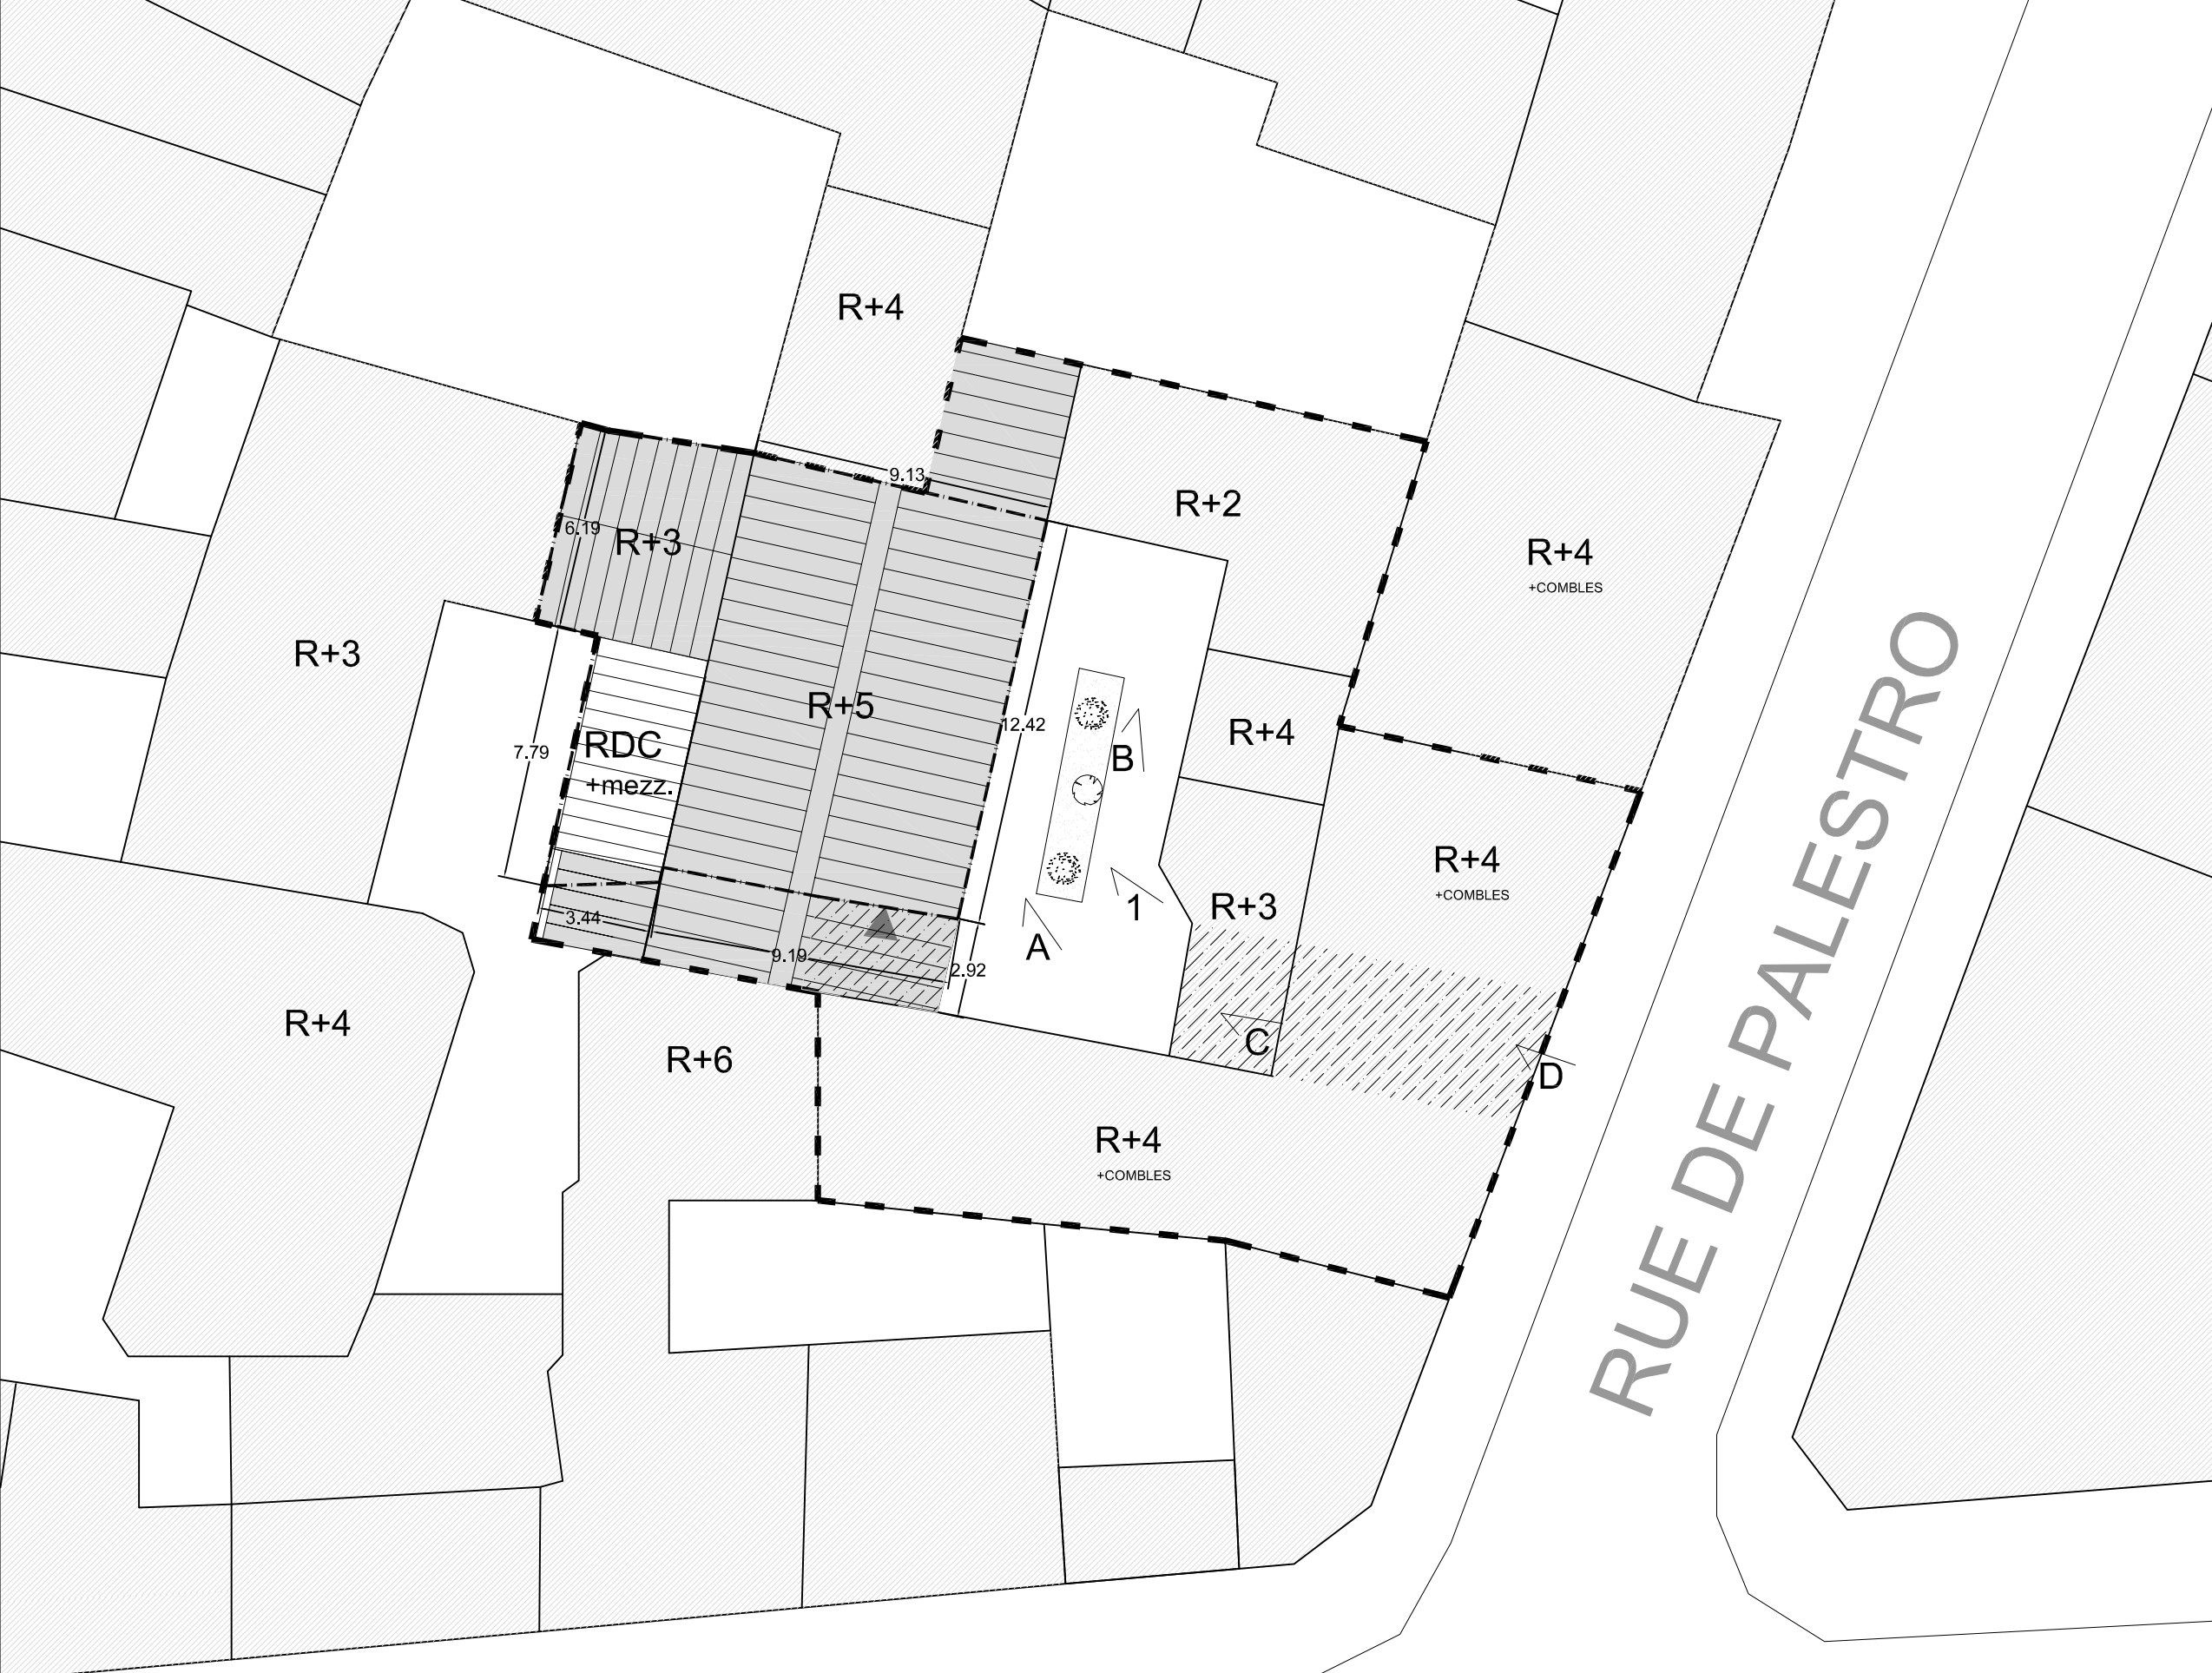 R+4
9.13
R+2
6.19
R+3
R+4
+COMBLES
R+3
R+5
12.42
R+4
RDC
+mezz.
7.79
B
R+4
+COMBLES
R+3
1
A
3.44
9.19
2.92
R+4
C
R+6
D
R+4
+COMBLES
RUE DE PALESTRO